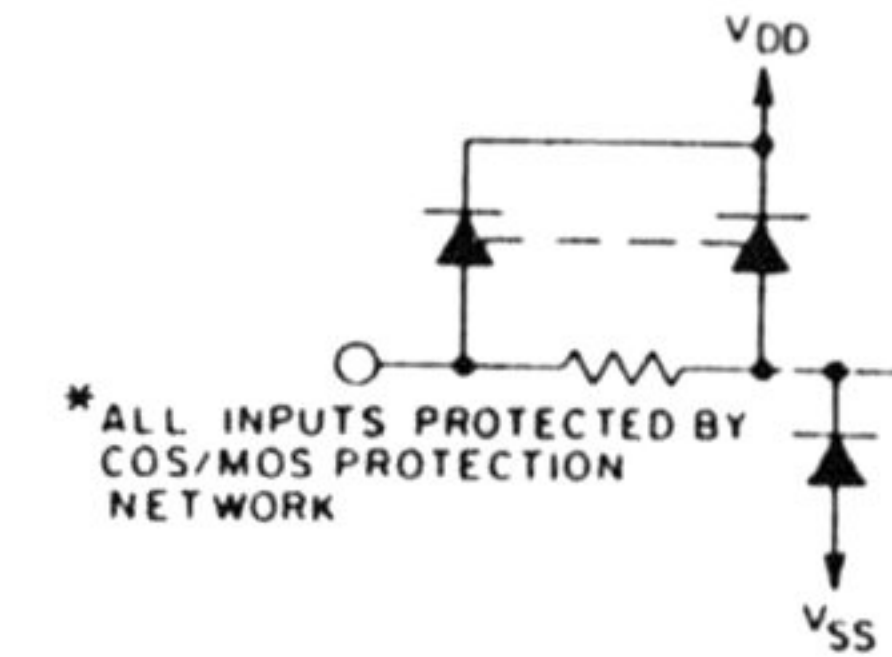 VDD
*ALL INPUTS PROTECTED BY
COS/MOS PROTECTION
NETWORK
VSS